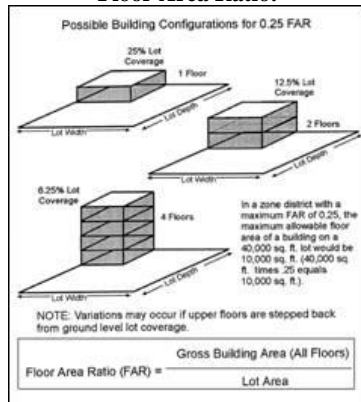 Floor Area Ratio.
Possible Building Configurations for 0.25 FAR
25% Lot
Coverage
1 Floor
Lot Width
Lot Depth
12.5% Lot
Coverage
2 Floors
Lot Width
Lot Depth
6.25% Lot
Coverage
4 Floors
Lot Width
Lot Depth
In a zone district with a
maximum FAR of 0.25, the
maximum allowable floor
area of a building on a
40,000 sq. ft. lot would be
10,000 sq. ft. (40,000 sq.
ft. times .25 equals
10,000 sq. ft.).
NOTE: Variations may occur if upper floors are stepped back
from ground level lot coverage.
Floor Area Ratio (FAR) =
Gross Building Area (All Floors)
Lot Area